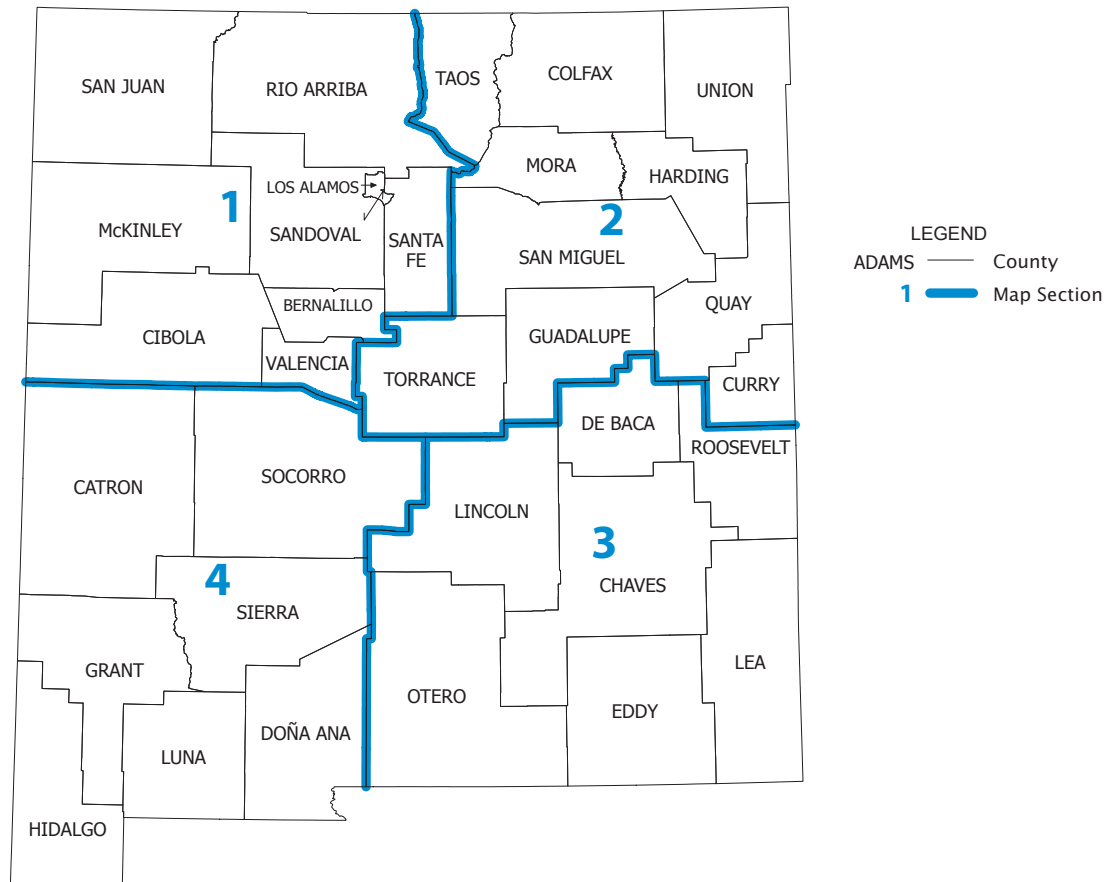 SAN JUAN
RIO ARRIBA
TAOS
COLFAX
UNION
MORA
HARDING
LOS ALAMOS
1
McKINLEY
SANDOVAL
SANTA
FE
2
SAN MIGUEL
BERNALILLO
QUAY
CIBOLA
VALENCIA
TORRANCE
GUADALUPE
CURRY
DE BACA
ROOSEVELT
CATRON
SOCORRO
LINCOLN
3
CHAVES
4
SIERRA
GRANT
OTERO
LEA
EDDY
DOÑA ANA
LUNA
HIDALGO
LEGEND
ADAMS County
1 Map Section